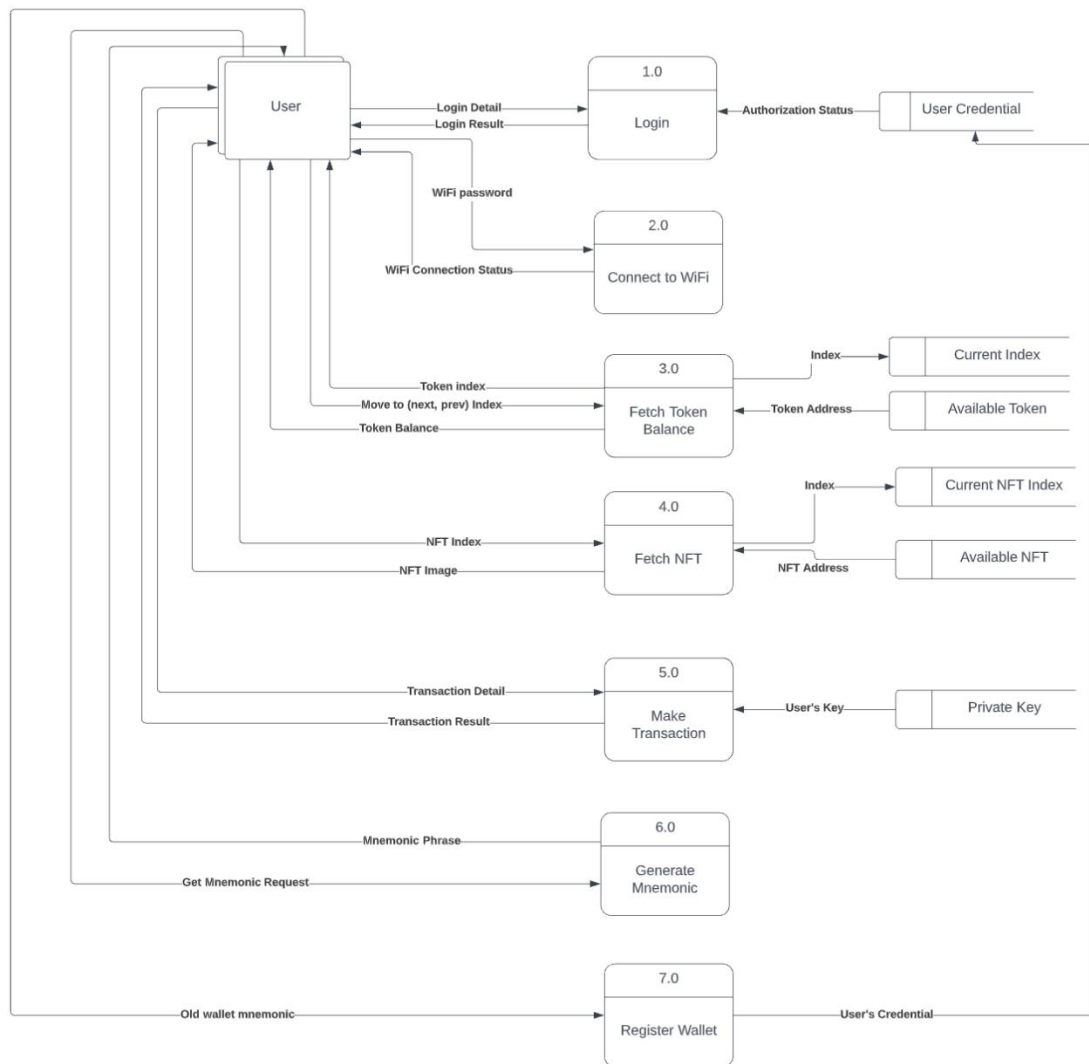 1.0
User
Login Detail
Login Result
Login
Authorization Status
User Credential
WiFi password
2.0
WiFi Connection Status
Connect to WiFi
3.0
Index
Current Index
Token index
Move to (next, prev) Index
Token Balance
Fetch Token
Balance
Token Address
Available Token
4.0
Index
Current NFT Index
NFT Index
NFT Image
Fetch NFT
NFT Address
Available NFT
5.0
Transaction Detail
Transaction Result
Make
Transaction
User's Key
Private Key
6.0
Mnemonic Phrase
Get Mnemonic Request
Generate
Mnemonic
7.0
Old wallet mnemonic
Register Wallet
User's Credential